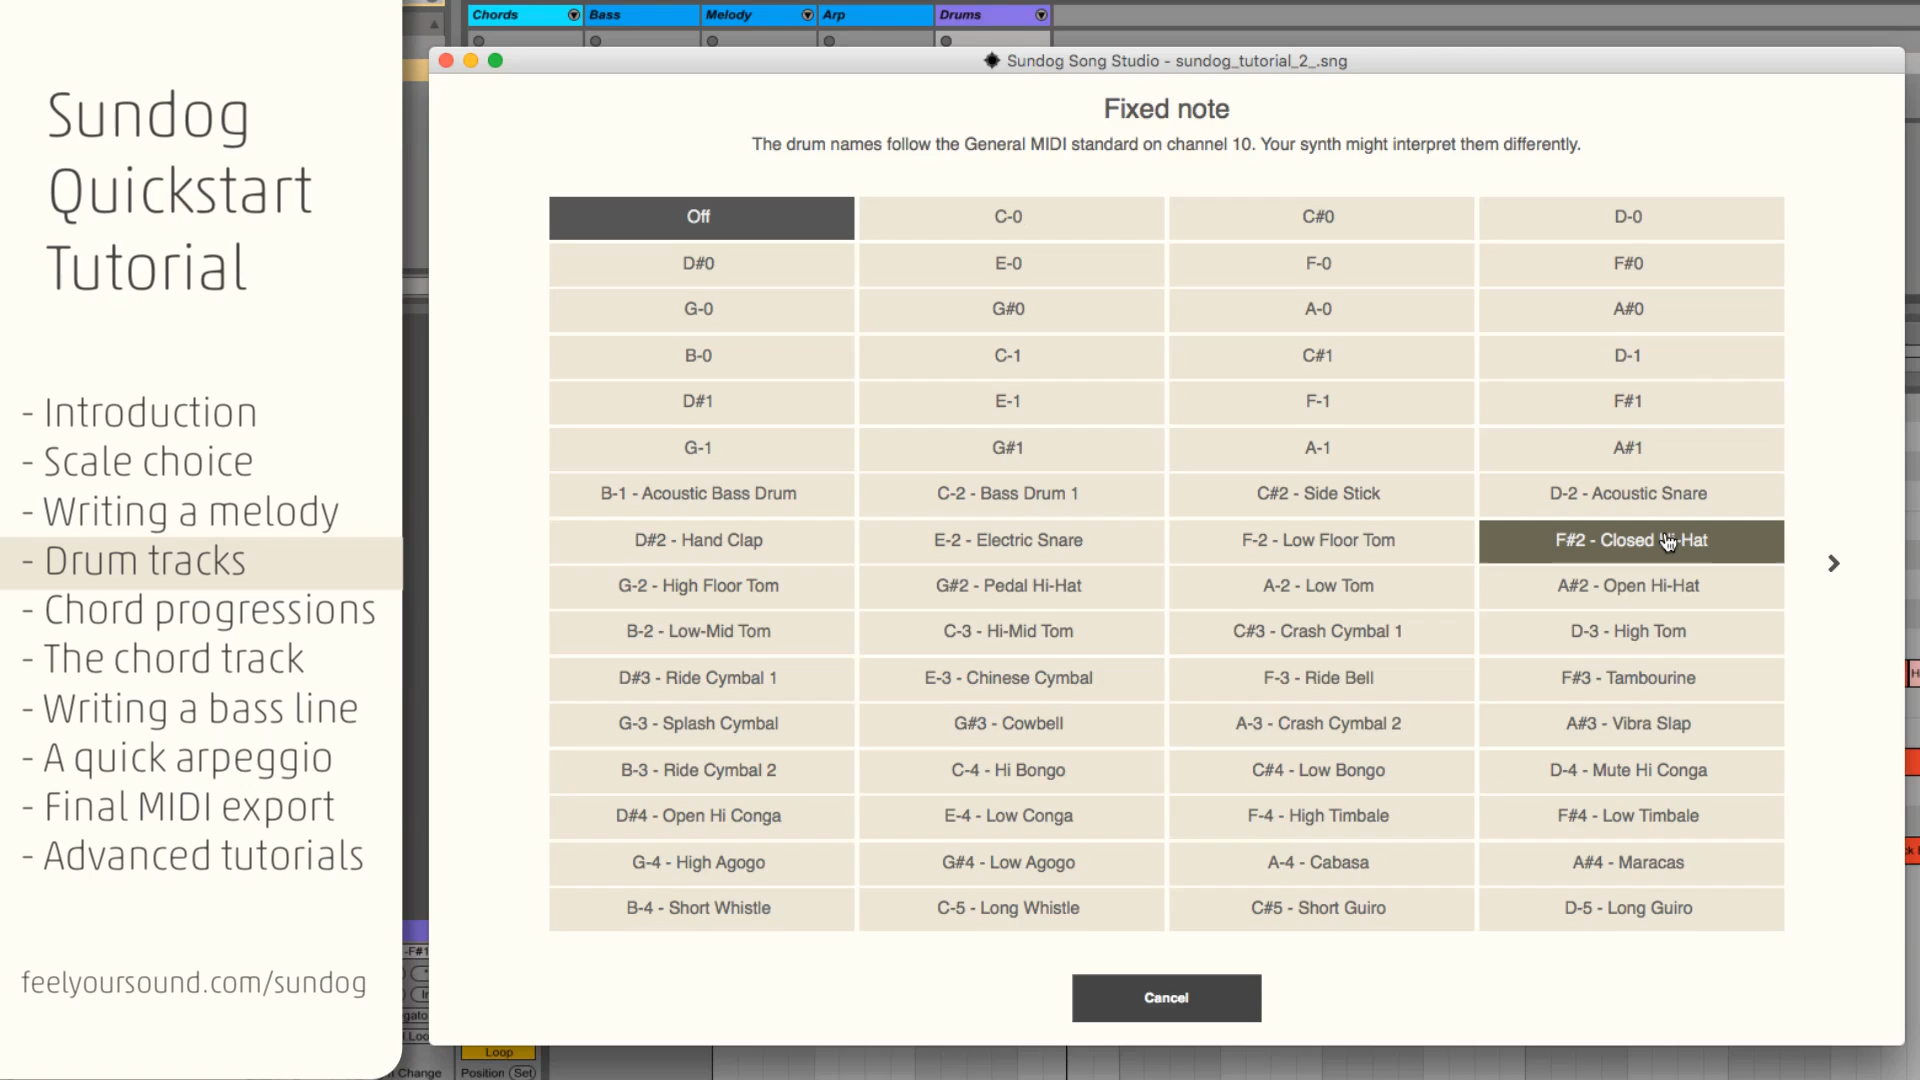 Chords
Bass
Melody
Arp
Drums
Sundog Song Studio - sundog_tutorial_2_.sng
Sundog
Quickstart
Tutorial
- Introduction
- Scale choice
- Writing a melody
- Drum tracks
- Chord progressions
- The chord track
- Writing a bass line
- A quick arpeggio
- Final MIDI export
- Advanced tutorials
feelyoursound.com/sundog
Fixed note
The drum names follow the General MIDI standard on channel 10. Your synth might interpret them differently.
Off
C-0
C#0
D-0
D#0
E-0
F-0
F#0
G-0
G#0
A-0
A#0
B-0
C-1
C#1
D-1
D#1
E-1
F-1
F#1
G-1
G#1
A-1
A#1
B-1 - Acoustic Bass Drum
C-2 - Bass Drum 1
C#2 - Side Stick
D-2 - Acoustic Snare
D#2 - Hand Clap
E-2 - Electric Snare
F-2 - Low Floor Tom
F#2 - Closed Hi-Hat
G-2 - High Floor Tom
G#2 - Pedal Hi-Hat
A-2 - Low Tom
A#2 - Open Hi-Hat
B-2 - Low-Mid Tom
C-3 - Hi-Mid Tom
C#3 - Crash Cymbal 1
D-3 - High Tom
D#3 - Ride Cymbal 1
E-3 - Chinese Cymbal
F-3 - Ride Bell
F#3 - Tambourine
G-3 - Splash Cymbal
G#3 - Cowbell
A-3 - Crash Cymbal 2
A#3 - Vibra Slap
B-3 - Ride Cymbal 2
C-4 - Hi Bongo
C#4 - Low Bongo
D-4 - Mute Hi Conga
D#4 - Open Hi Conga
E-4 - Low Conga
F-4 - High Timbale
F#4 - Low Timbale
G-4 - High Agogo
G#4 - Low Agogo
A-4 - Cabasa
A#4 - Maracas
B-4 - Short Whistle
C-5 - Long Whistle
C#5 - Short Guiro
D-5 - Long Guiro
Cancel
Loop
Change
Position
Set